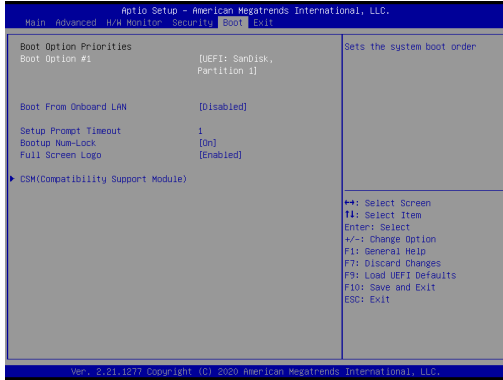 Aptio Setup – American Megatrends International, LLC.
Main Advanced H/W Monitor Security Boot Exit
Boot Option Priorities
Boot Option #1 [UEFI: SanDisk,
Partition 1]
Boot From Onboard LAN [Disabled]
Setup Prompt Timeout 1
Bootup Num-Lock [On]
Full Screen Logo [Enabled]
CSM(Compatibility Support Module)
Sets the system boot order
↔: Select Screen
↑↓: Select Item
Enter: Select
+/-: Change Option
F1: General Help
F7: Discard Changes
F9: Load UEFI Defaults
F10: Save and Exit
ESC: Exit
Ver. 2.21.1277 Copyright (C) 2020 American Megatrends International, LLC.